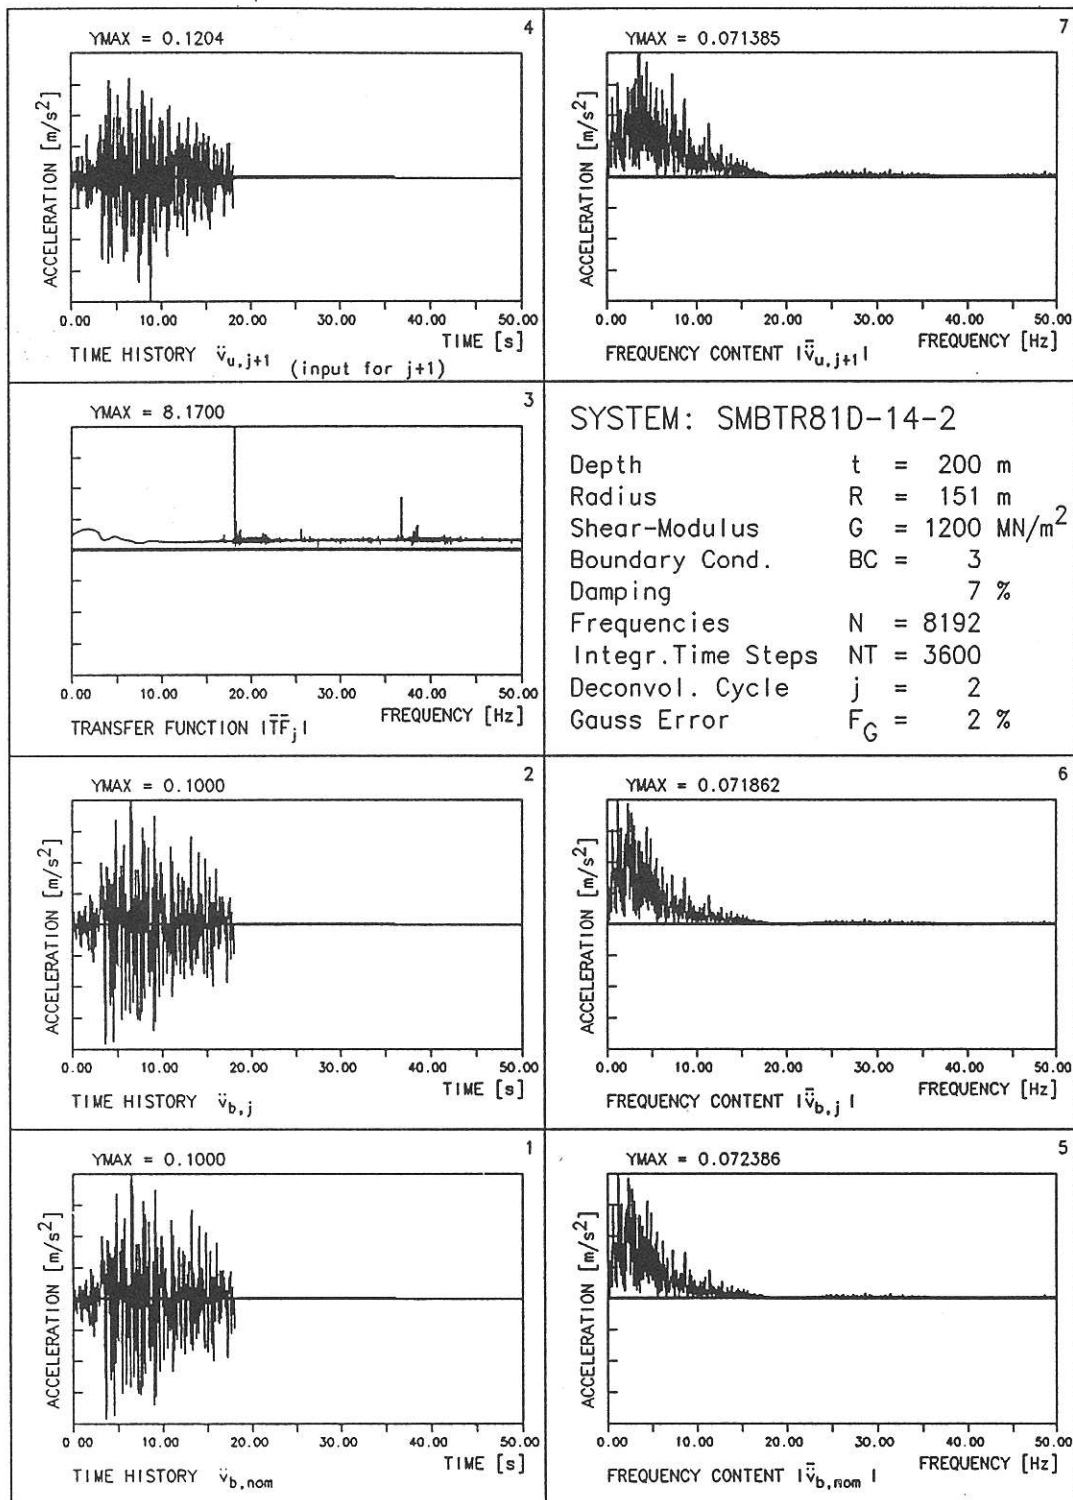 4
YMAX = 0.1204
ACCELERATION [m/s²]
0.00 10.00 20.00 30.00 40.00 50.00
TIME [s]
TIME HISTORY v̈u,j+1 (input for j+1)
7
YMAX = 0.071385
ACCELERATION [m/s²]
0.00 10.00 20.00 30.00 40.00 50.00
FREQUENCY [Hz]
FREQUENCY CONTENT |v̈̄u,j+1|
3
YMAX = 8.1700
0.00 10.00 20.00 30.00 40.00 50.00
FREQUENCY [Hz]
TRANSFER FUNCTION |T̄F̄j|
SYSTEM: SMBTR81D-14-2
Depth t = 200 m
Radius R = 151 m
Shear-Modulus G = 1200 MN/m²
Boundary Cond. BC = 3
Damping 7 %
Frequencies N = 8192
Integr.Time Steps NT = 3600
Deconvol. Cycle j = 2
Gauss Error FG = 2 %
2
YMAX = 0.1000
ACCELERATION [m/s²]
0.00 10.00 20.00 30.00 40.00 50.00
TIME [s]
TIME HISTORY v̈b,j
6
YMAX = 0.071862
ACCELERATION [m/s²]
0.00 10.00 20.00 30.00 40.00 50.00
FREQUENCY [Hz]
FREQUENCY CONTENT |v̈̄b,j|
1
YMAX = 0.1000
ACCELERATION [m/s²]
0 00 10.00 20.00 30.00 40.00 50.00
TIME [s]
TIME HISTORY v̈b,nom
5
YMAX = 0.072386
ACCELERATION [m/s²]
0.00 10.00 20.00 30.00 40.00 50.00
FREQUENCY [Hz]
FREQUENCY CONTENT |v̈̄b,nom|